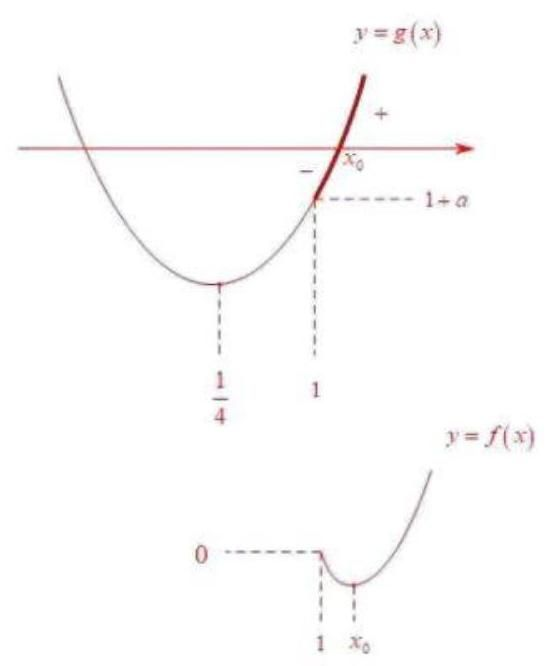 y = g(x)
+
−
x₀
1+a
1/4
1
y = f(x)
0
1
x₀